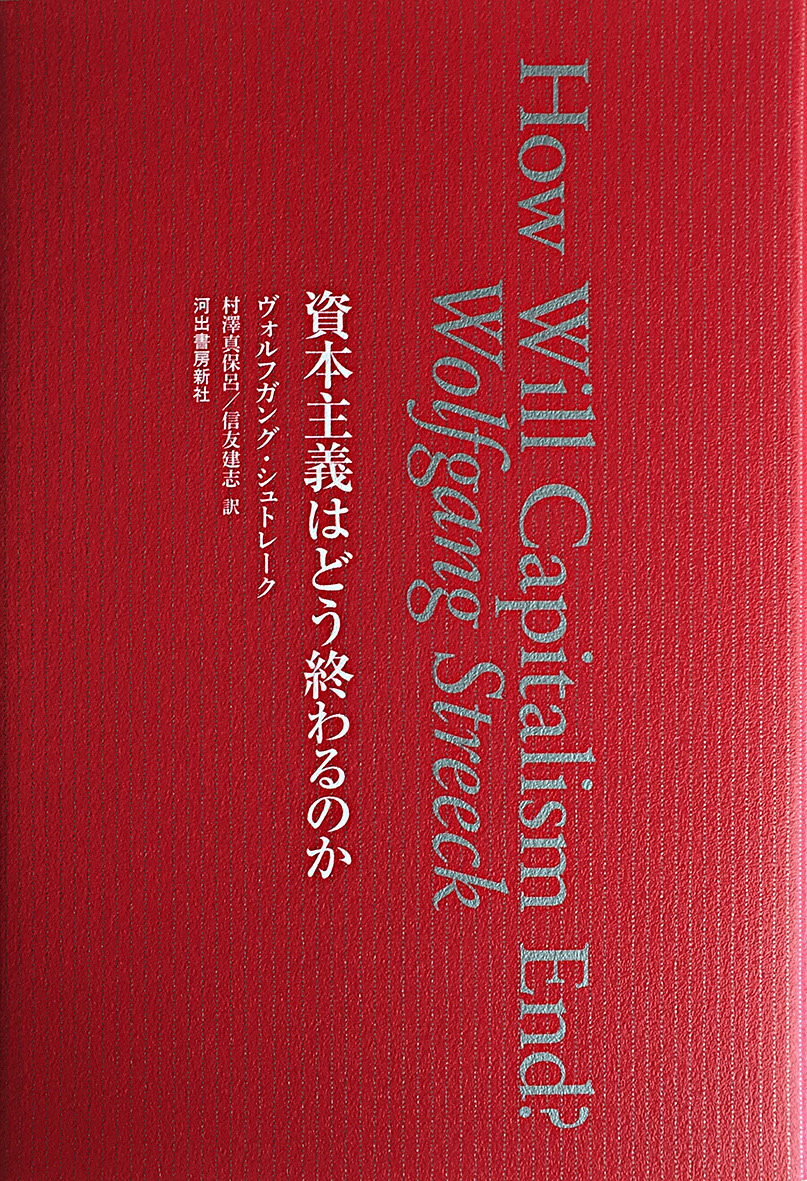 How Will Capitalism End?
Wolfgang Streeck
資本主義はどう終わるのか
ヴォルフガング・シュトレーク
村澤真保呂／信友建志 訳
河出書房新社